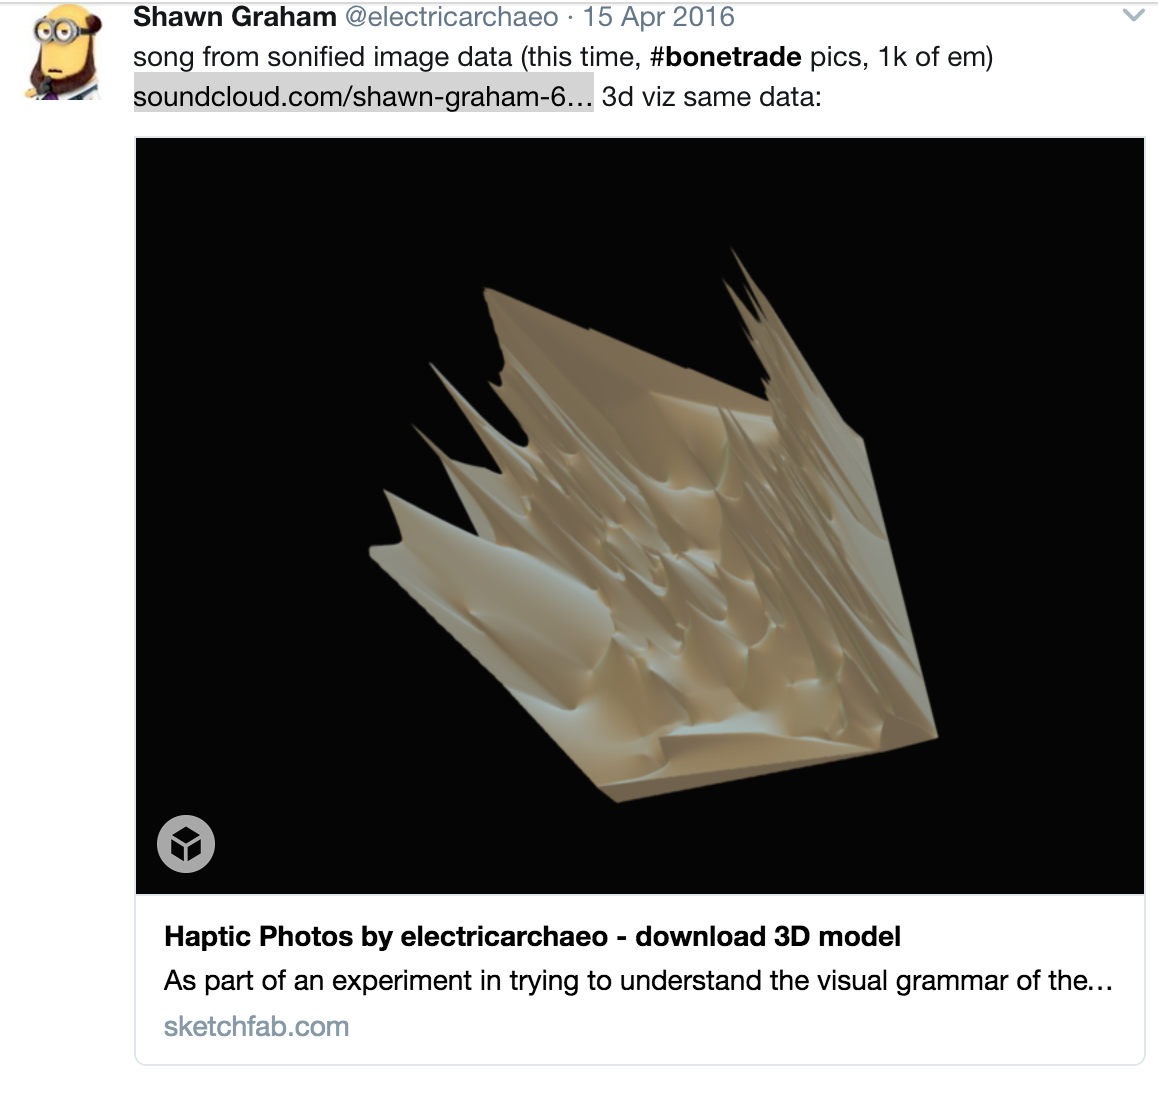 Shawn Graham @electricarchaeo · 15 Apr 2016
song from sonified image data (this time, #bonetrade pics, 1k of em)
soundcloud.com/shawn-graham-6… 3d viz same data:
Haptic Photos by electricarchaeo - download 3D model
As part of an experiment in trying to understand the visual grammar of the…
sketchfab.com